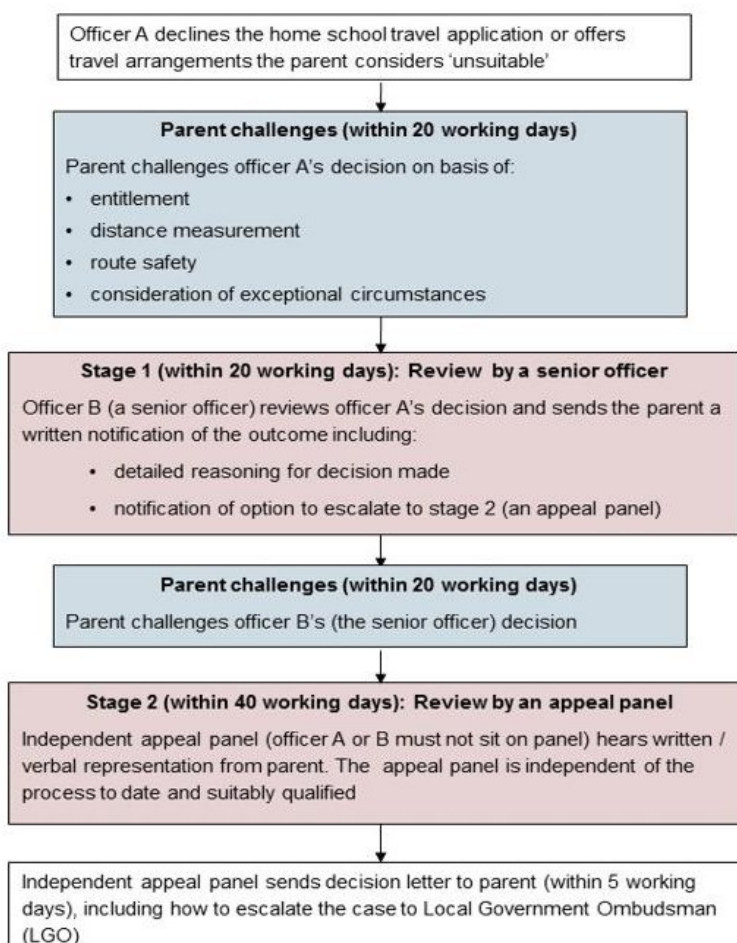 Officer A declines the home school travel application or offers
travel arrangements the parent considers ‘unsuitable’
Parent challenges (within 20 working days)
Parent challenges officer A’s decision on basis of:
• entitlement
• distance measurement
• route safety
• consideration of exceptional circumstances
Stage 1 (within 20 working days): Review by a senior officer
Officer B (a senior officer) reviews officer A’s decision and sends the parent a
written notification of the outcome including:
• detailed reasoning for decision made
• notification of option to escalate to stage 2 (an appeal panel)
Parent challenges (within 20 working days)
Parent challenges officer B’s (the senior officer) decision
Stage 2 (within 40 working days): Review by an appeal panel
Independent appeal panel (officer A or B must not sit on panel) hears written /
verbal representation from parent. The appeal panel is independent of the
process to date and suitably qualified
Independent appeal panel sends decision letter to parent (within 5 working
days), including how to escalate the case to Local Government Ombudsman
(LGO)